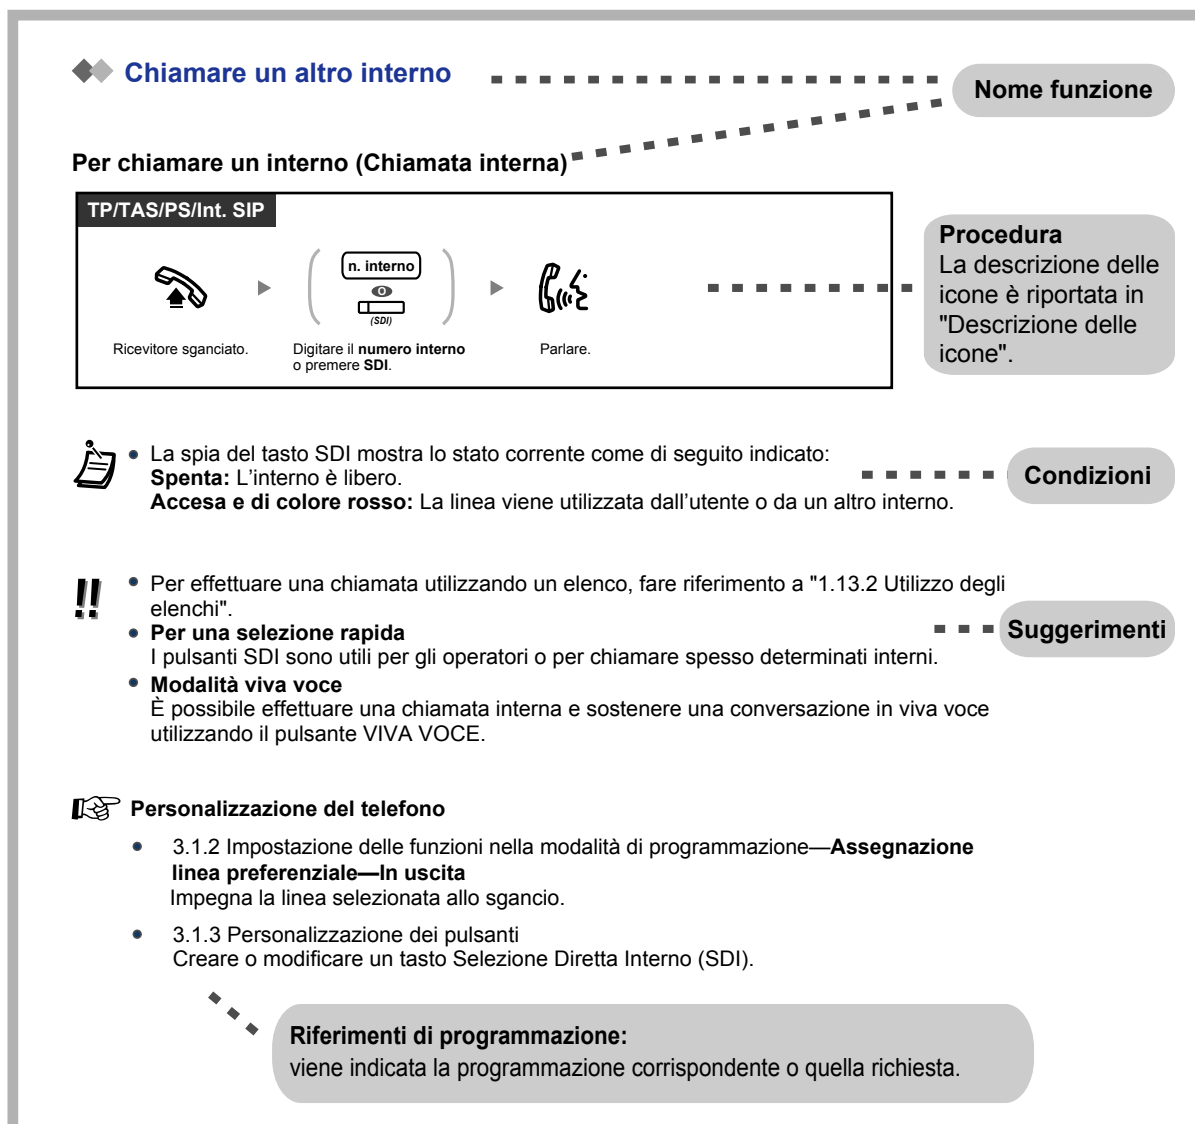 Chiamare un altro interno
Nome funzione
Per chiamare un interno (Chiamata interna)
TP/TAS/PS/Int. SIP
n. interno
O
(SDI)
Ricevitore sganciato.
Digitare il numero interno
o premere SDI.
Parlare.
Procedura
La descrizione delle
icone è riportata in
"Descrizione delle
icone".
• La spia del tasto SDI mostra lo stato corrente come di seguito indicato:
Spenta: L'interno è libero.
Accesa e di colore rosso: La linea viene utilizzata dall'utente o da un altro interno.
Condizioni
!!
• Per effettuare una chiamata utilizzando un elenco, fare riferimento a "1.13.2 Utilizzo degli
elenchi".
• Per una selezione rapida
I pulsanti SDI sono utili per gli operatori o per chiamare spesso determinati interni.
• Modalità viva voce
È possibile effettuare una chiamata interna e sostenere una conversazione in viva voce
utilizzando il pulsante VIVA VOCE.
Suggerimenti
Personalizzazione del telefono
• 3.1.2 Impostazione delle funzioni nella modalità di programmazione—Assegnazione
linea preferenziale—In uscita
Impegna la linea selezionata allo sgancio.
• 3.1.3 Personalizzazione dei pulsanti
Creare o modificare un tasto Selezione Diretta Interno (SDI).
Riferimenti di programmazione:
viene indicata la programmazione corrispondente o quella richiesta.